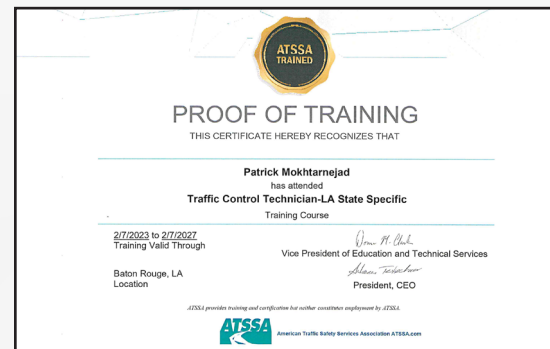 ATSSA
TRAINED
PROOF OF TRAINING
THIS CERTIFICATE HEREBY RECOGNIZES THAT
Patrick Mokhtarnejad
has attended
Traffic Control Technician-LA State Specific
Training Course
2/7/2023 to 2/7/2027
Training Valid Through
Vice President of Education and Technical Services
Baton Rouge, LA
Location
President, CEO
ATSSA provides training and certification but neither constitutes employment by ATSSA.
ATSSA
American Traffic Safety Services Association ATSSA.com